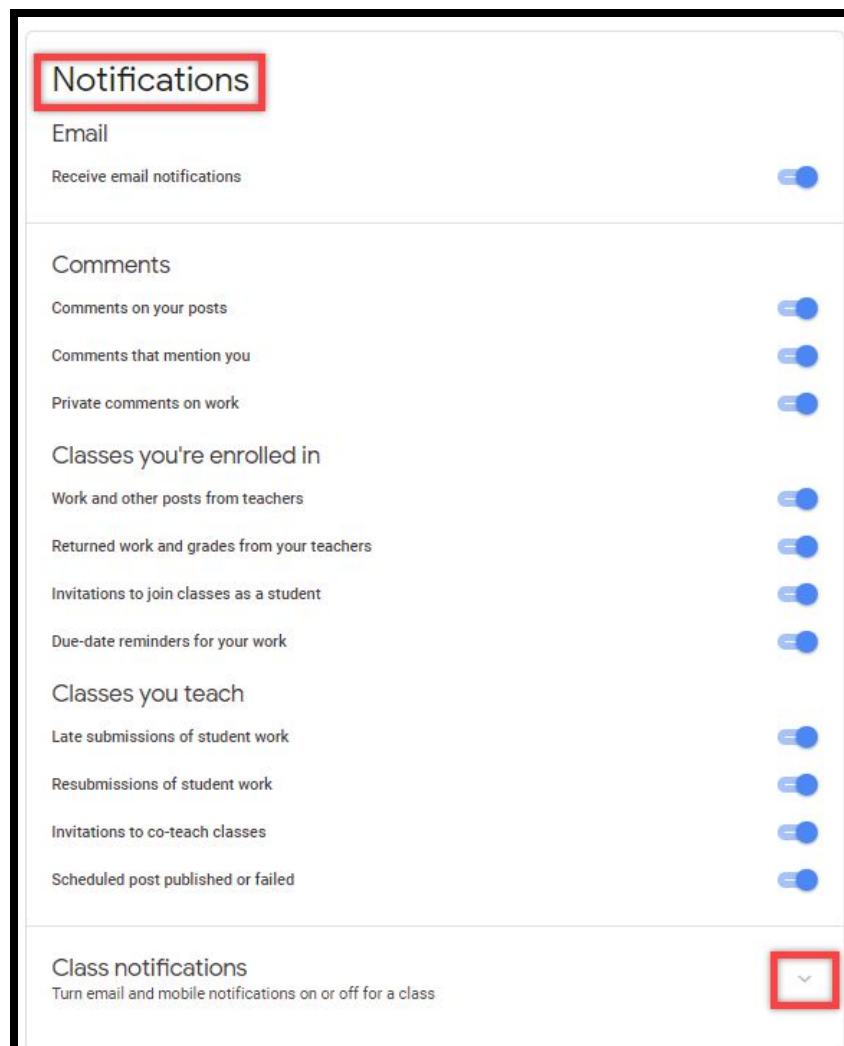 Notifications
Email
Receive email notifications
Comments
Comments on your posts
Comments that mention you
Private comments on work
Classes you're enrolled in
Work and other posts from teachers
Returned work and grades from your teachers
Invitations to join classes as a student
Due-date reminders for your work
Classes you teach
Late submissions of student work
Resubmissions of student work
Invitations to co-teach classes
Scheduled post published or failed
Class notifications
Turn email and mobile notifications on or off for a class